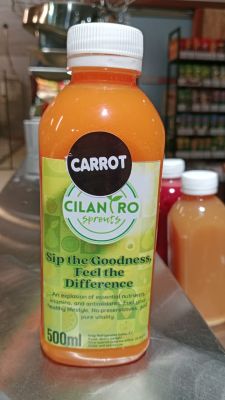 CARROT
CILANTRO
sprouts
Sip the Goodness,
Feel the
Difference
An explosion of essential nutrients,
vitamins, and antioxidants. Fuel your
healthy lifestyle. No preservatives, just
pure vitality.
500ml